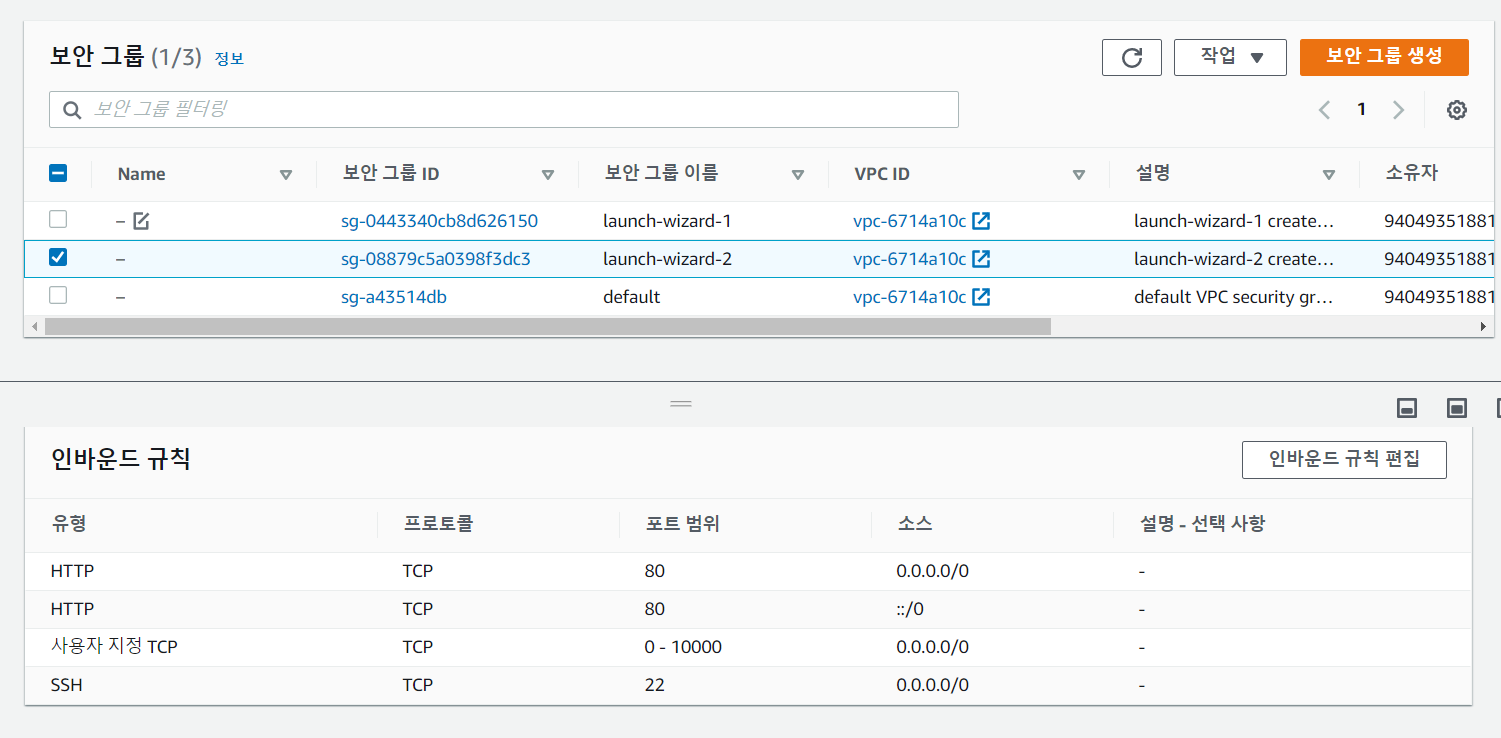 보안 그룹 (1/3) 정보
작업
보안 그룹 생성
보안 그룹 필터링
1
Name 보안 그룹 ID 보안 그룹 이름 VPC ID 설명 소유자
– sg-0443340cb8d626150 launch-wizard-1 vpc-6714a10c launch-wizard-1 create… 94049351881
– sg-08879c5a0398f3dc3 launch-wizard-2 vpc-6714a10c launch-wizard-2 create… 94049351881
– sg-a43514db default vpc-6714a10c default VPC security gr… 94049351881
인바운드 규칙
인바운드 규칙 편집
유형 프로토콜 포트 범위 소스 설명 - 선택 사항
HTTP TCP 80 0.0.0.0/0 -
HTTP TCP 80 ::/0 -
사용자 지정 TCP TCP 0 - 10000 0.0.0.0/0 -
SSH TCP 22 0.0.0.0/0 -